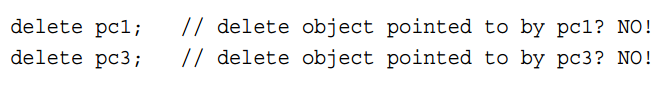 delete pc1;   // delete object pointed to by pc1? NO!
delete pc3;   // delete object pointed to by pc3? NO!